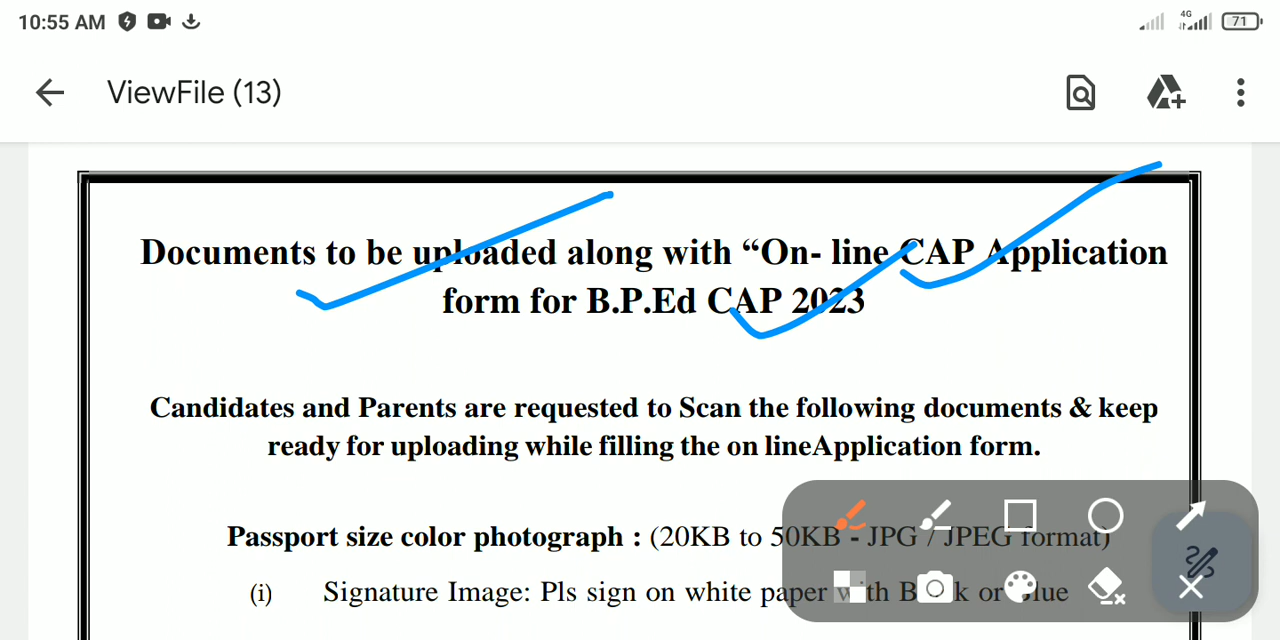 10:55 AM 4G 71
ViewFile (13)
Documents to be uploaded along with “On- line CAP Application
form for B.P.Ed CAP 2023
Candidates and Parents are requested to Scan the following documents & keep
ready for uploading while filling the on lineApplication form.
Passport size color photograph : (20KB to 50KB - JPG / JPEG format)
(i) Signature Image: Pls sign on white paper with or Blue